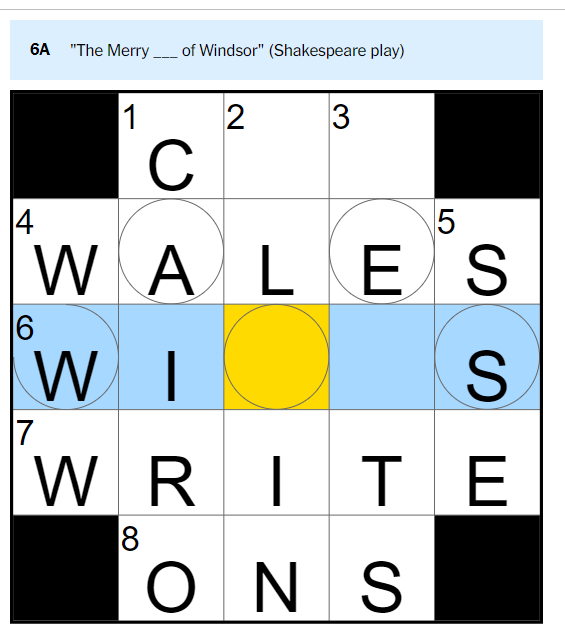 6A "The Merry ___ of Windsor" (Shakespeare play)
1 2 3
C
4 5
W A L E S
6
W I S
7
W R I T E
8
O N S